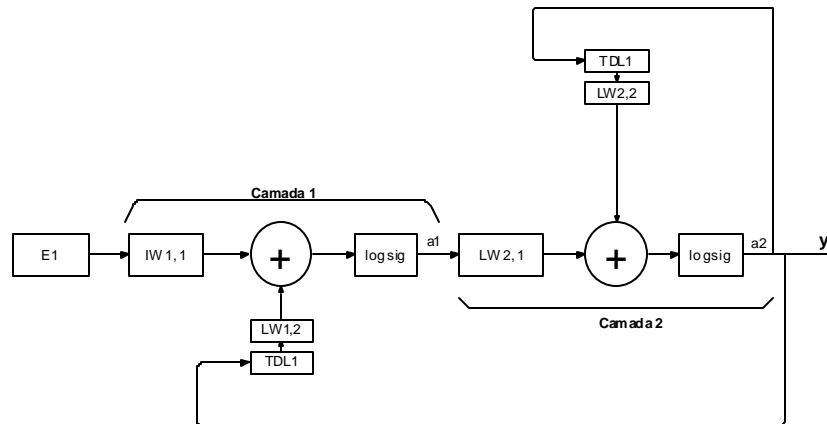 TDL1
LW2,2
Camada 1
E1
IW1,1
+
logsig
a1
LW2,1
+
logsig
a2
y
LW1,2
TDL1
Camada 2